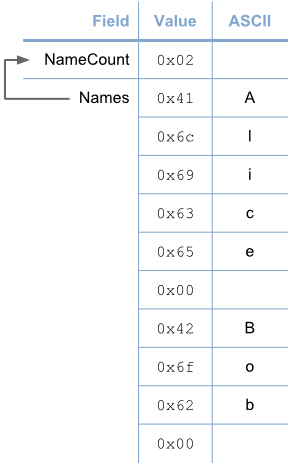 Field Value ASCII
NameCount 0x02
Names 0x41 A
0x6c l
0x69 i
0x63 c
0x65 e
0x00
0x42 B
0x6f o
0x62 b
0x00